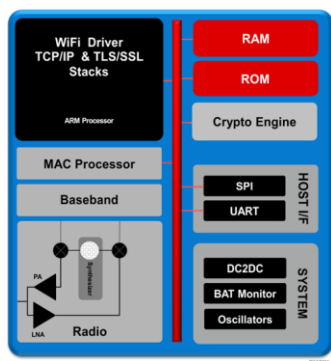 WiFi Driver
TCP/IP & TLS/SSL
Stacks
ARM Processor
MAC Processor
Baseband
Synthesizer
PA
LNA
Radio
RAM
ROM
Crypto Engine
SPI
UART
HOST I/F
DC2DC
BAT Monitor
Oscillators
SYSTEM